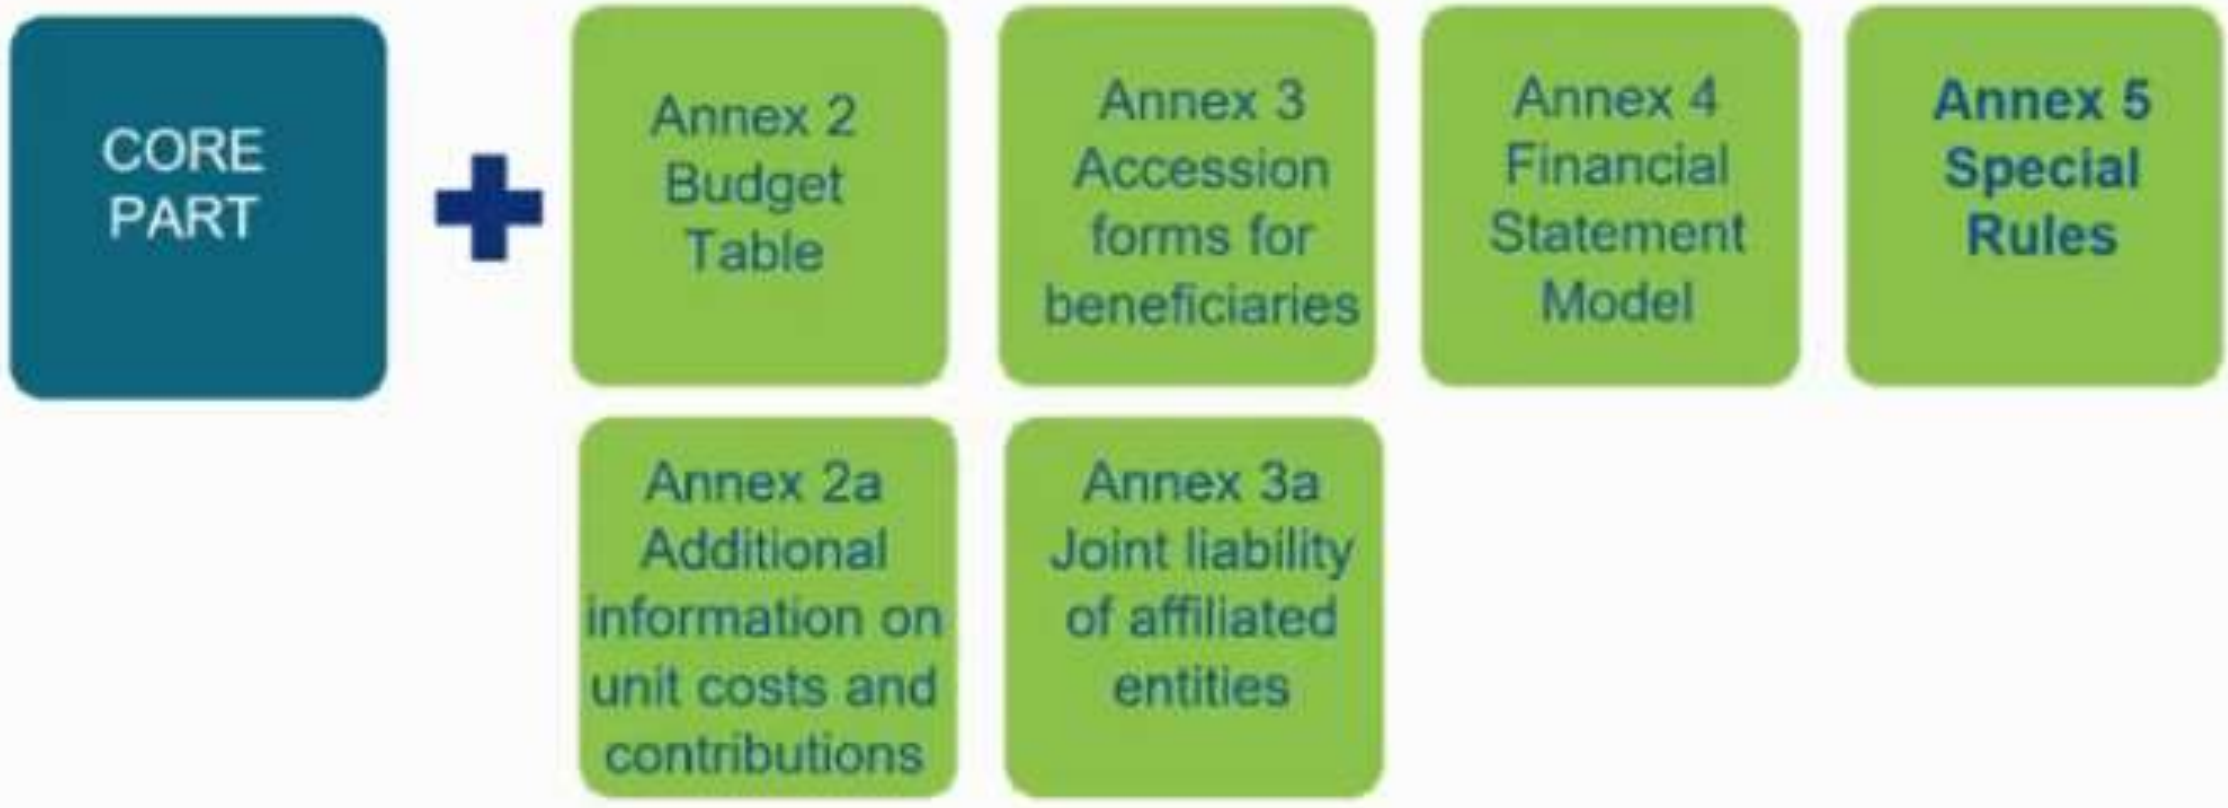 CORE
PART
Annex 2
Budget
Table
Annex 3
Accession
forms for
beneficiaries
Annex 4
Financial
Statement
Model
Annex 5
Special
Rules
Annex 2a
Additional
information on
unit costs and
contributions
Annex 3a
Joint liability
of affiliated
entities